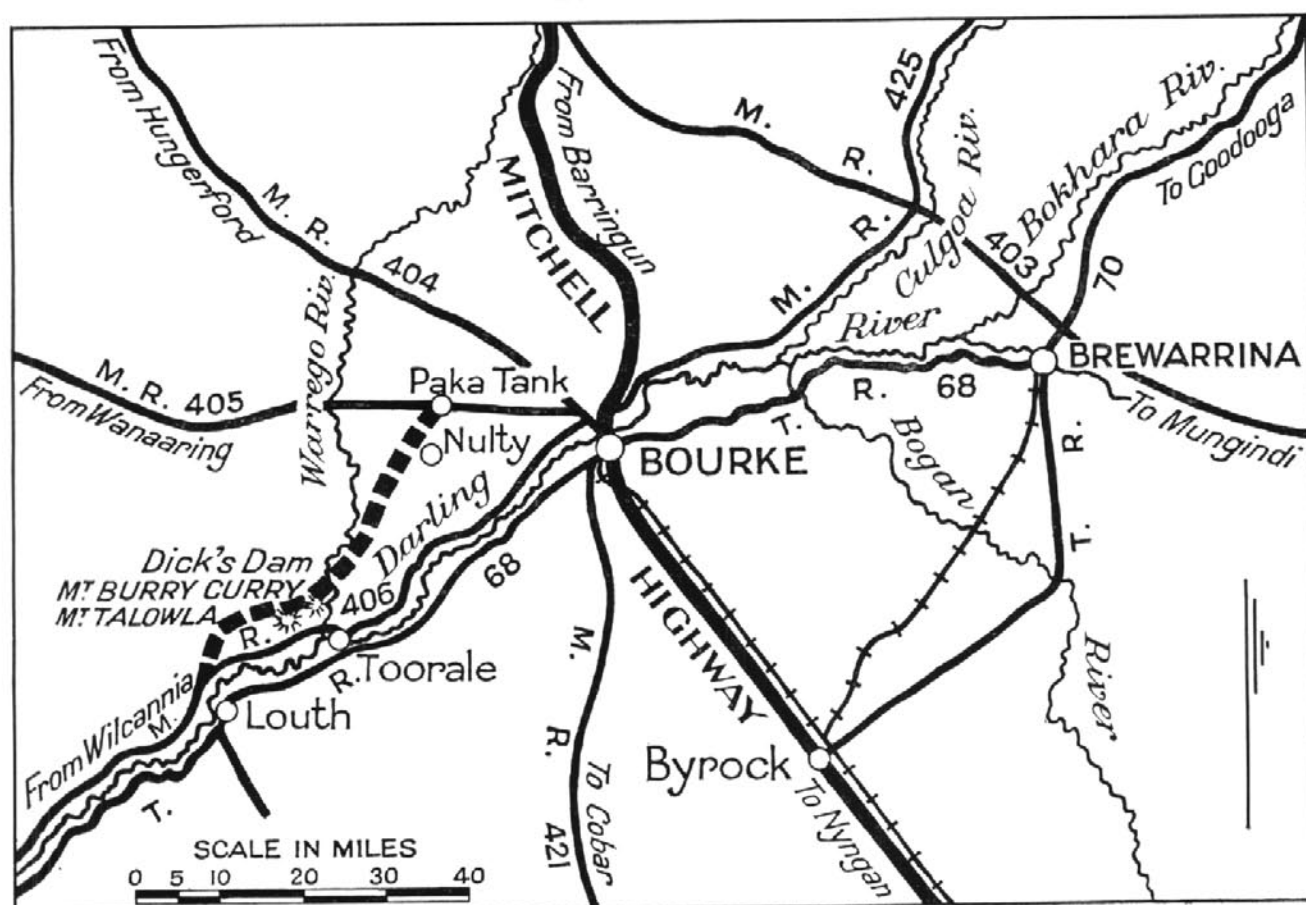 From Hungerford
M. R.
404
Warrego Riv.
From Barringun
MITCHELL
M. R.
425
Culgoa Riv.
Bokhara Riv.
To Goodooga
M. R.
403
70
River
M. R. 405
From Wanaaring
Paka Tank
Nulty
BREWARRINA
T. R. 68
To Mungindi
BOURKE
Bogan
Darling
68
Dick's Dam
MT BURRY CURRY
MT TALOWLA
406
R.
Toorale
R.
Louth
From Wilcannia
M.
T.
HIGHWAY
T. R.
River
Byrock
To Nyngan
M. R.
421
To Cobar
SCALE IN MILES
0 5 10 20 30 40